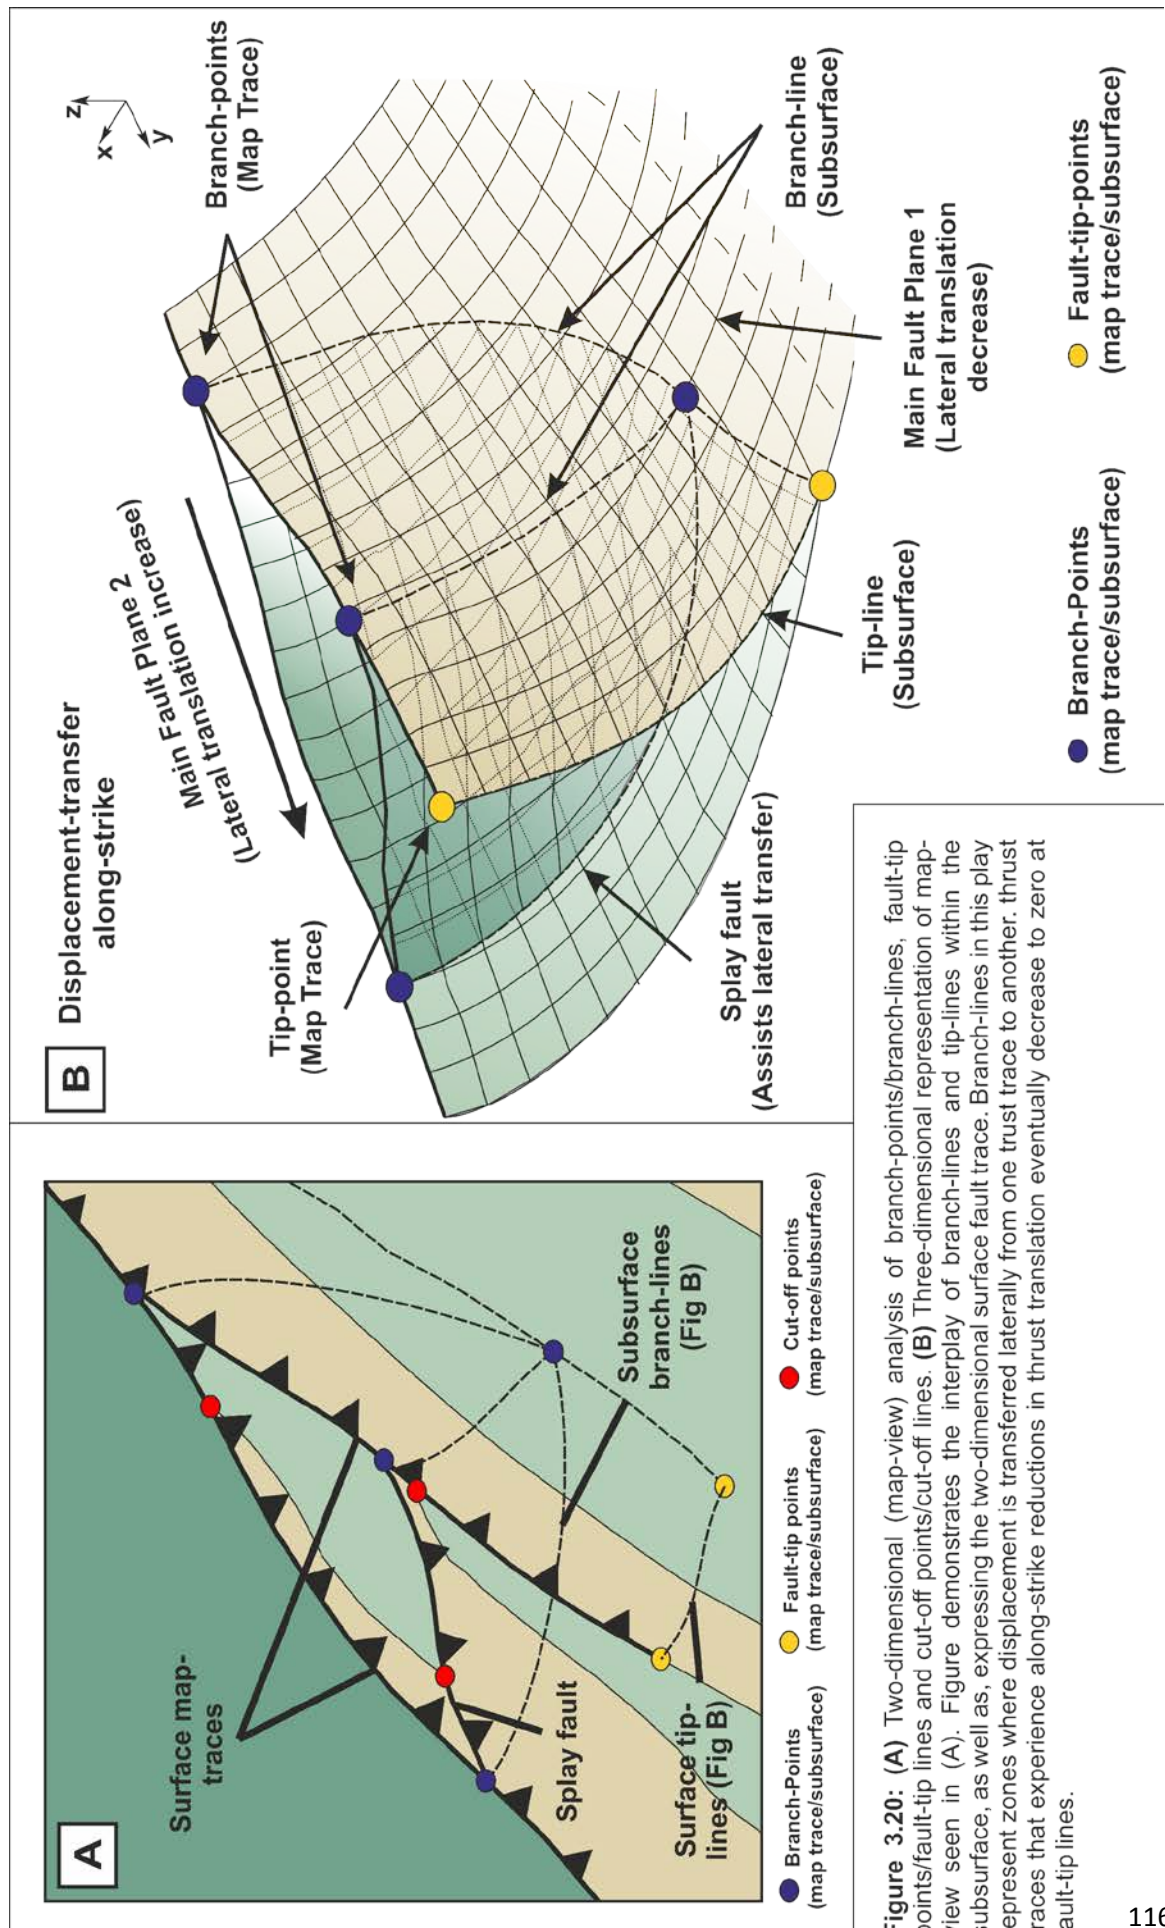 A
Surface map-
traces
Splay fault
Surface tip-
lines (Fig B)
Subsurface
branch-lines
(Fig B)
Branch-Points
(map trace/subsurface)
Fault-tip points
(map trace/subsurface)
Cut-off points
(map trace/subsurface)
B
Displacement-transfer
along-strike
Main Fault Plane 2
(Lateral translation increase)
x
z
y
Branch-points
(Map Trace)
Tip-point
(Map Trace)
Splay fault
(Assists lateral transfer)
Tip-line
(Subsurface)
Main Fault Plane 1
(Lateral translation
decrease)
Branch-line
(Subsurface)
Branch-Points
(map trace/subsurface)
Fault-tip-points
(map trace/subsurface)
Figure 3.20: (A) Two-dimensional (map-view) analysis of branch-points/branch-lines, fault-tip
points/fault-tip lines and cut-off points/cut-off lines. (B) Three-dimensional representation of map-
view seen in (A). Figure demonstrates the interplay of branch-lines and tip-lines within the
subsurface, as well as, expressing the two-dimensional surface fault trace. Branch-lines in this play
represent zones where displacement is transferred laterally from one trust trace to another. thrust
traces that experience along-strike reductions in thrust translation eventually decrease to zero at
fault-tip lines.
116